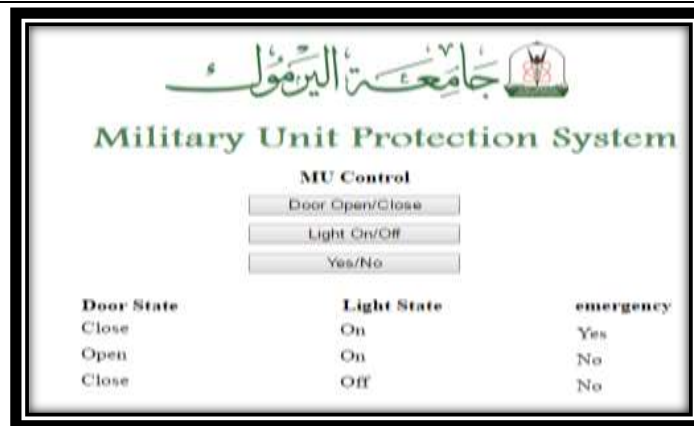 جامعة اليرموك
Military Unit Protection System
MU Control
Door Open/Close
Light On/Off
Yes/No
Door State Light State emergency
Close On Yes
Open On No
Close Off No